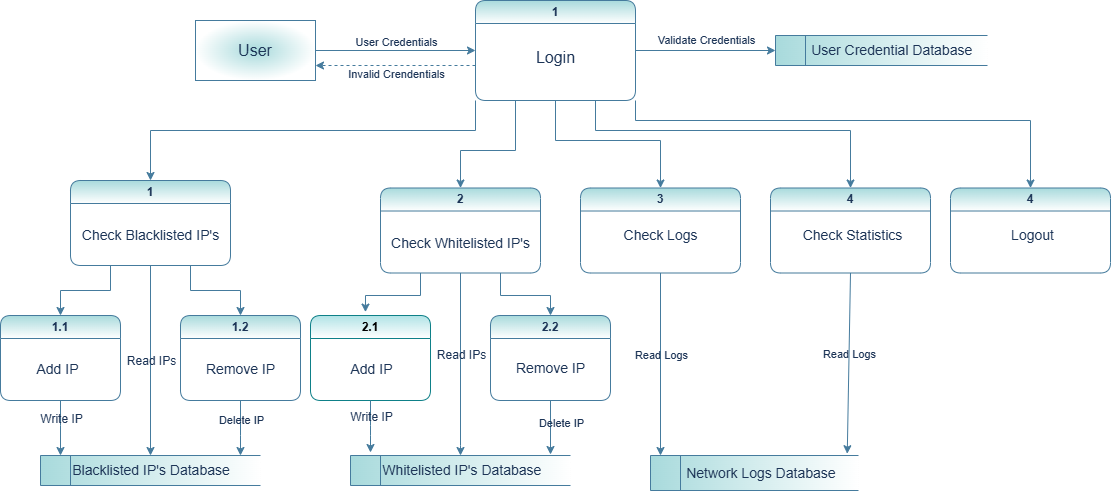 1
User
User Credentials
Login
Validate Credentials
User Credential Database
Invalid Crendentials
1
Check Blacklisted IP's
2
Check Whitelisted IP's
3
Check Logs
4
Check Statistics
4
Logout
1.1
Add IP
1.2
Remove IP
2.1
Add IP
2.2
Remove IP
Read IPs
Read IPs
Read Logs
Read Logs
Write IP
Delete IP
Write IP
Delete IP
Blacklisted IP's Database
Whitelisted IP's Database
Network Logs Database